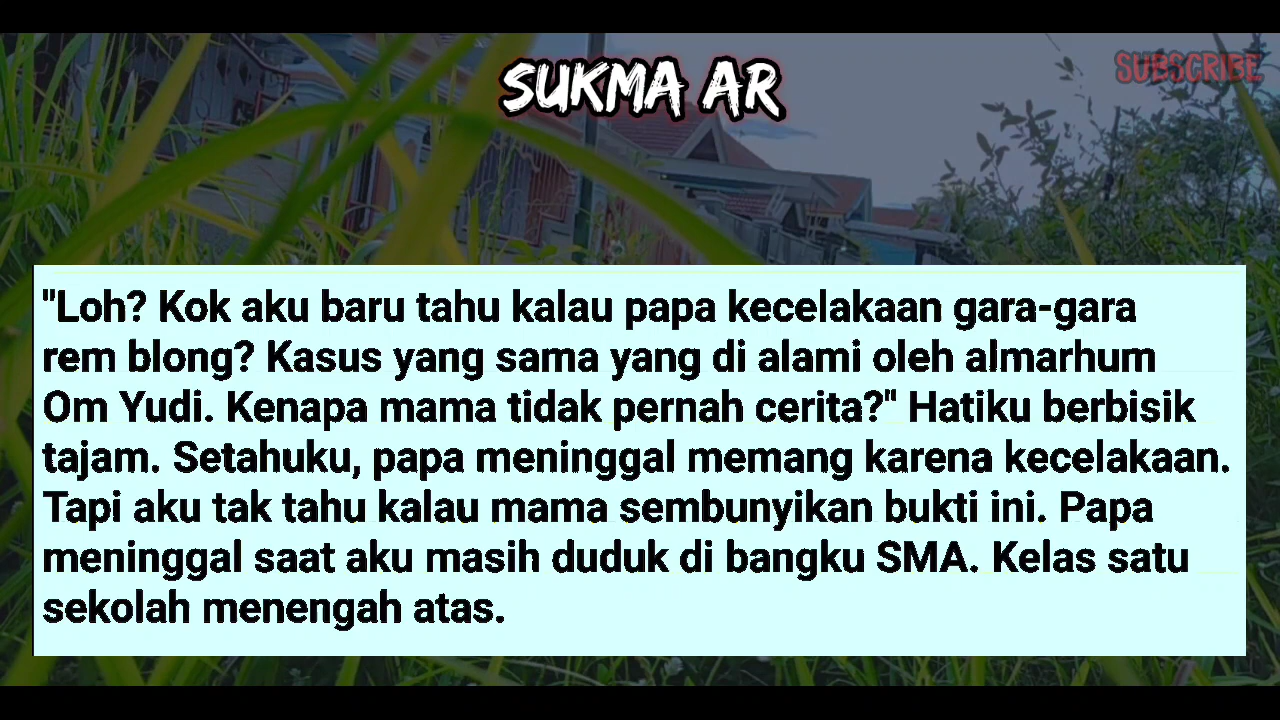 SUKMA AR
SUBSCRIBE
"Loh? Kok aku baru tahu kalau papa kecelakaan gara-gara
rem blong? Kasus yang sama yang di alami oleh almarhum
Om Yudi. Kenapa mama tidak pernah cerita?" Hatiku berbisik
tajam. Setahuku, papa meninggal memang karena kecelakaan.
Tapi aku tak tahu kalau mama sembunyikan bukti ini. Papa
meninggal saat aku masih duduk di bangku SMA. Kelas satu
sekolah menengah atas.